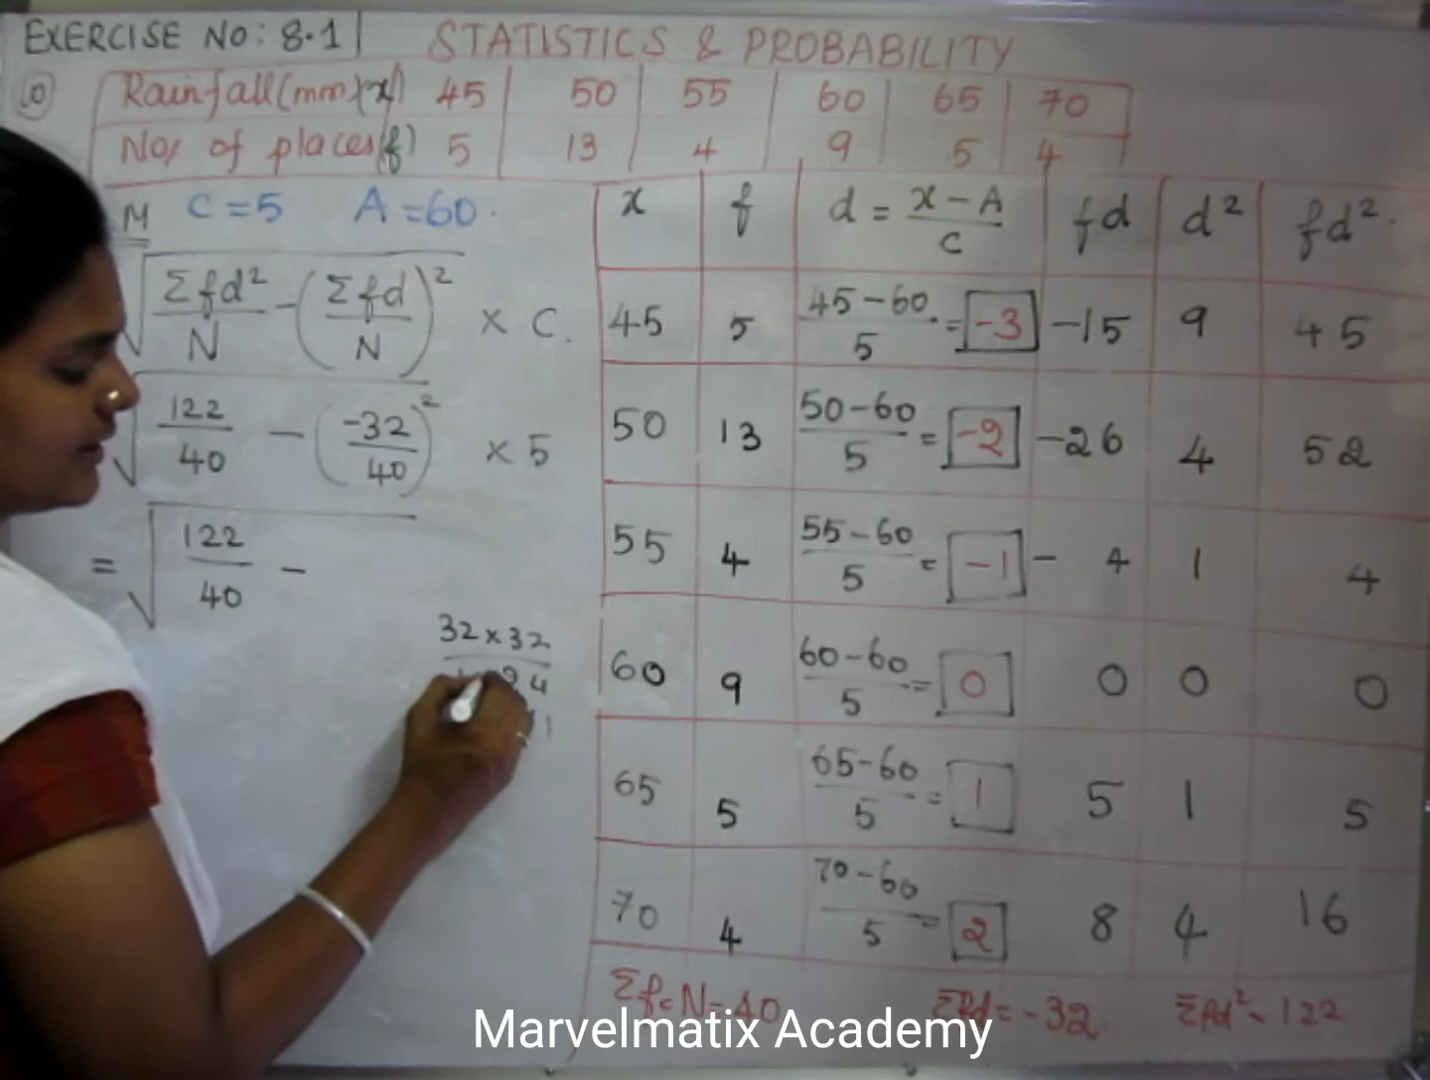 EXERCISE NO: 8.1
STATISTICS & PROBABILITY
10
Rainfall(mm)(x) 45 50 55 60 65 70
No/. of places(f) 5 13 4 9 5 4
M C=5 A=60.
√ Σfd²/N - (Σfd/N)² × C.
√ 122/40 - (-32/40)² × 5
= √ 122/40 -
32×32
24
1
x f d = x-A/C fd d² fd².
45 5 45-60/5 = -3 -15 9 45
50 13 50-60/5 = -2 -26 4 52
55 4 55-60/5 = -1 - 4 1 4
60 9 60-60/5 = 0 0 0 0
65 5 65-60/5 = 1 5 1 5
70 4 70-60/5 = 2 8 4 16
Σf=N=40 Σfd=-32. Σfd²=122
Marvelmatix Academy